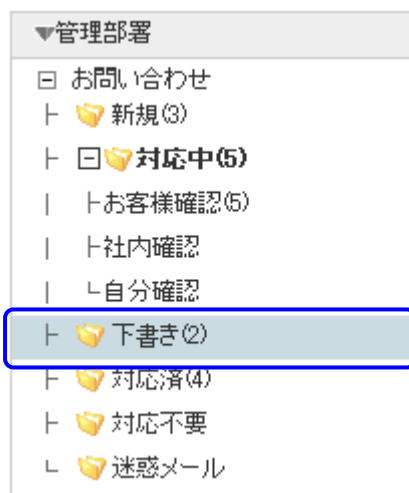 ▼管理部署
お問い合わせ
新規(3)
対応中(5)
お客様確認(5)
社内確認
自分確認
下書き(2)
対応済(4)
対応不要
迷惑メール